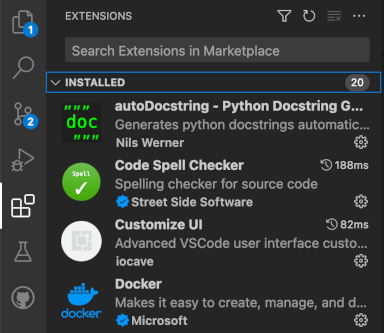 EXTENSIONS
1
Search Extensions in Marketplace
INSTALLED 20
””” doc ”””
autoDocstring - Python Docstring G...
Generates python docstrings automatic...
Nils Werner
2
Spell
Code Spell Checker 188ms
Spelling checker for source code
Street Side Software
Customize UI 82ms
Advanced VSCode user interface custo...
iocave
docker
Docker
Makes it easy to create, manage, and d...
Microsoft